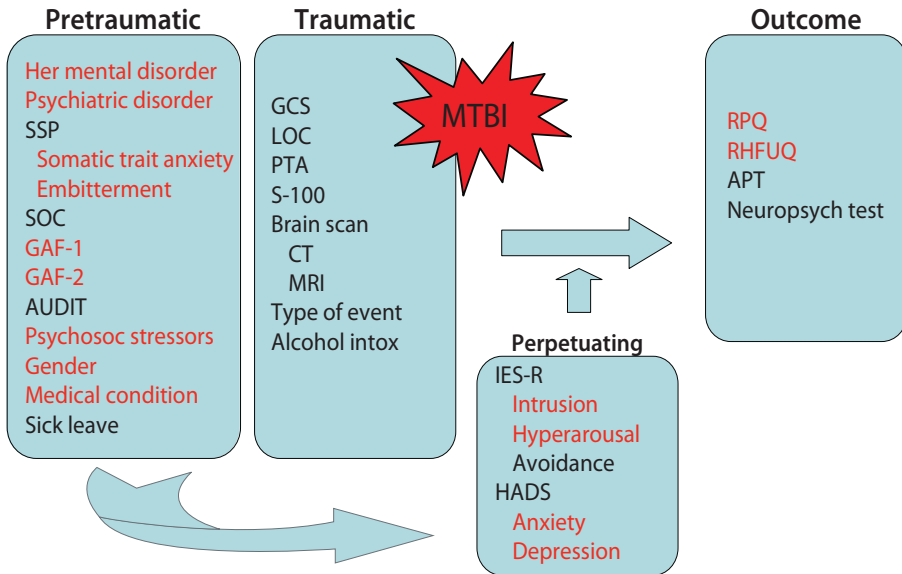 Pretraumatic
Her mental disorder
Psychiatric disorder
SSP
Somatic trait anxiety
Embitterment
SOC
GAF-1
GAF-2
AUDIT
Psychosoc stressors
Gender
Medical condition
Sick leave
Traumatic
GCS
LOC
PTA
S-100
Brain scan
CT
MRI
Type of event
Alcohol intox
MTBI
Perpetuating
IES-R
Intrusion
Hyperarousal
Avoidance
HADS
Anxiety
Depression
Outcome
RPQ
RHFUQ
APT
Neuropsych test